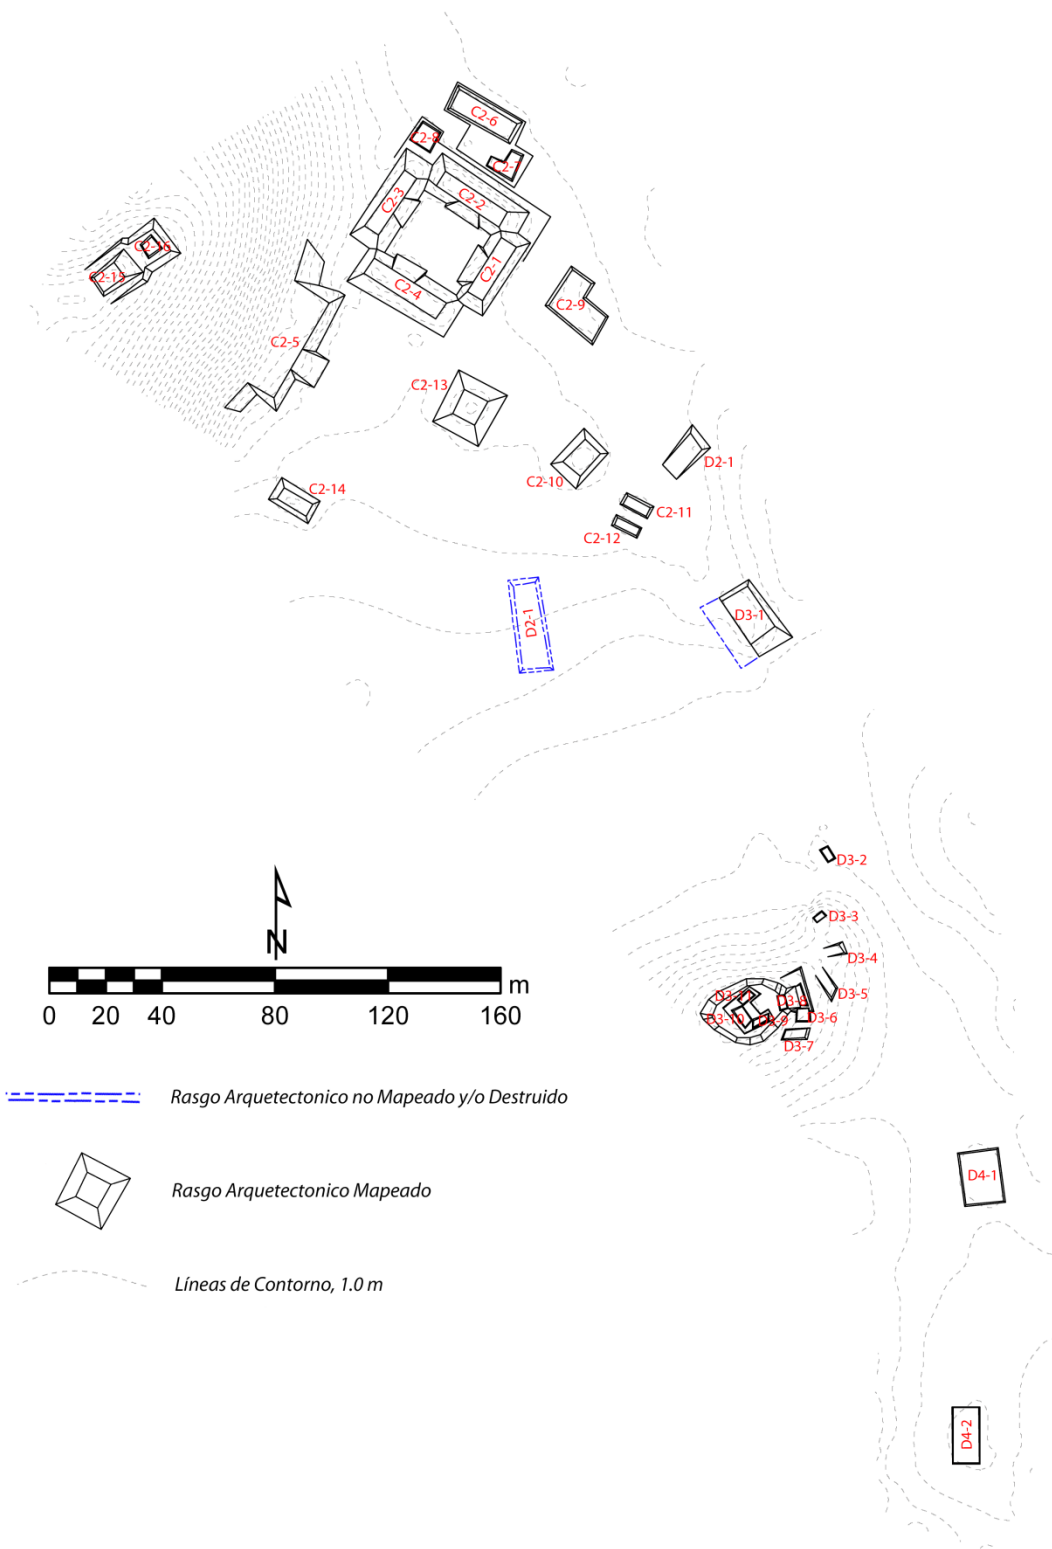 C2-6
C2-8
C2-7
C2-3
C2-2
C2-16
C2-15
C2-1
C2-4
C2-9
C2-5
C2-13
D2-1
C2-10
C2-14
C2-11
C2-12
D2-1
D3-1
D3-2
D3-3
D3-4
D3-5
D3-11
D3-8
D3-10
D3-9
D3-6
D3-7
N
m
0 20 40 80 120 160
Rasgo Arquetectonico no Mapeado y/o Destruido
D4-1
Rasgo Arquetectonico Mapeado
Líneas de Contorno, 1.0 m
D4-2